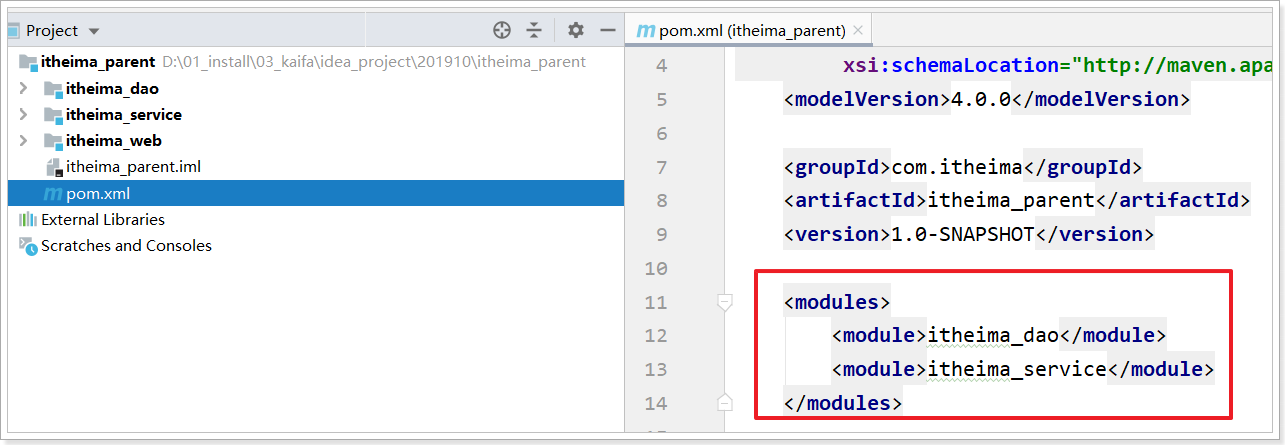 Project
itheima_parent D:\01_install\03_kaifa\idea_project\201910\itheima_parent
itheima_dao
itheima_service
itheima_web
itheima_parent.iml
m pom.xml
External Libraries
Scratches and Consoles
m pom.xml (itheima_parent) ×
4 xsi:schemaLocation="http://maven.apa
5 <modelVersion>4.0.0</modelVersion>
6
7 <groupId>com.itheima</groupId>
8 <artifactId>itheima_parent</artifactId>
9 <version>1.0-SNAPSHOT</version>
10
11 <modules>
12 <module>itheima_dao</module>
13 <module>itheima_service</module>
14 </modules>